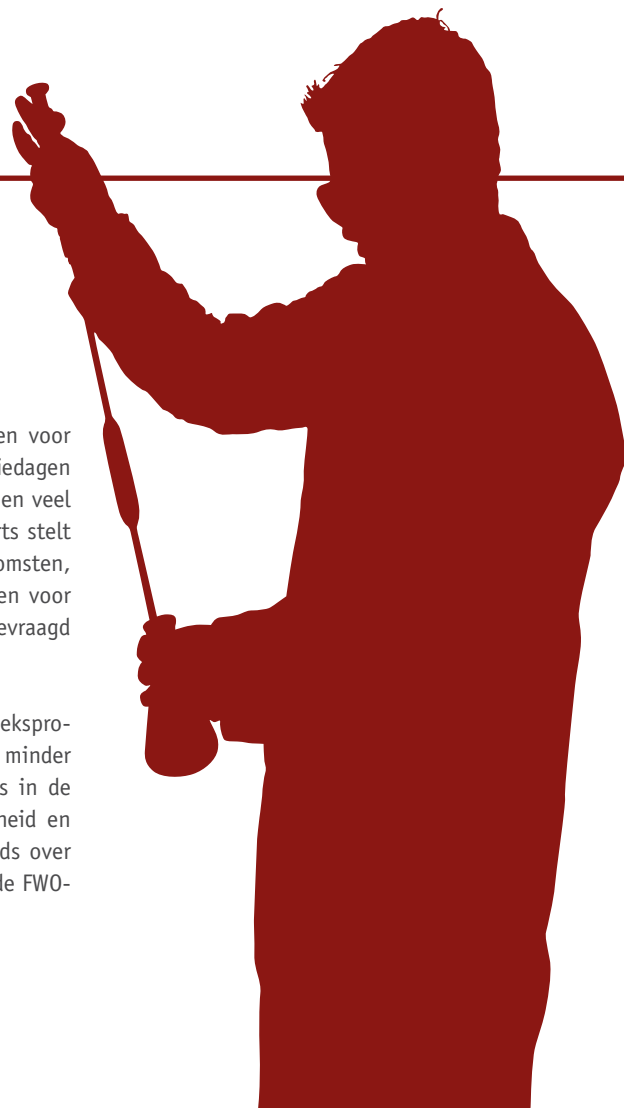 en voor
iedagen
en veel
rts stelt
omsten,
en voor
evraagd
ekspro-
minder
s in de
heid en
ds over
de FWO-